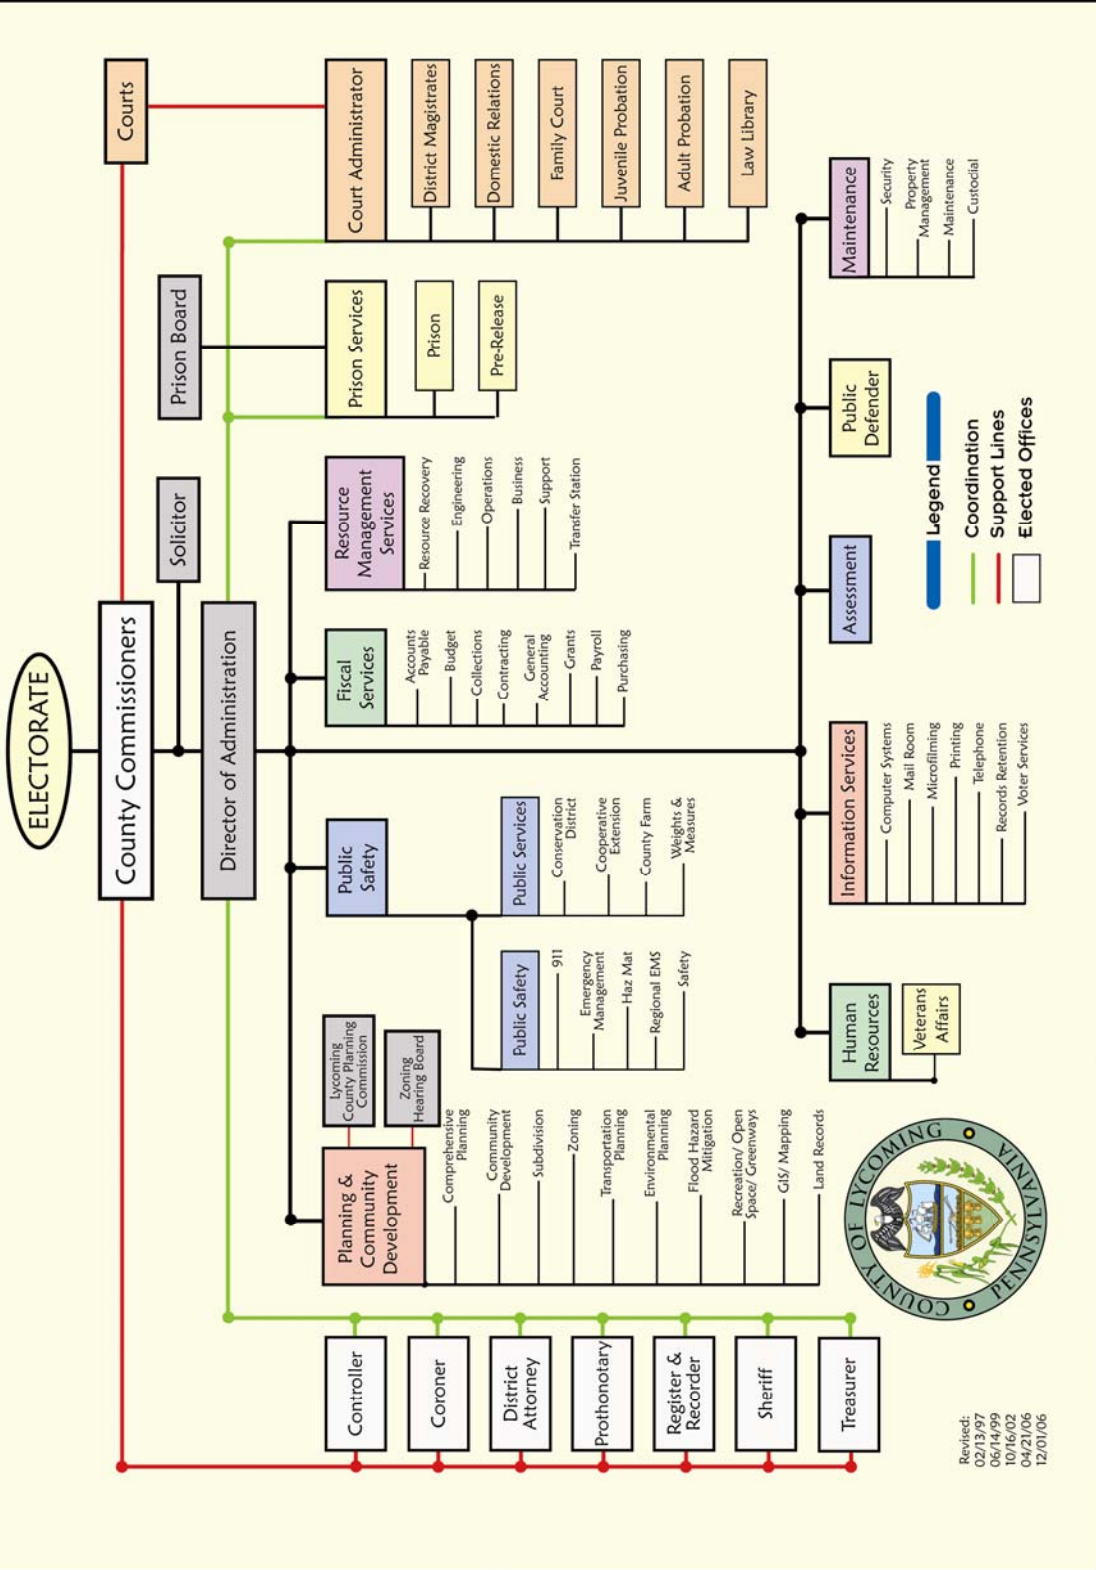 ELECTORATE
County Commissioners
Courts
Solicitor
Prison Board
Director of Administration
Controller
Coroner
District
Attorney
Prothonotary
Register &
Recorder
Sheriff
Treasurer
Planning &
Community
Development
Lycoming
County Planning
Commission
Zoning
Hearing Board
Comprehensive
Planning
Community
Development
Subdivision
Zoning
Transportation
Planning
Environmental
Planning
Flood Hazard
Mitigation
Recreation/ Open
Space/ Greenways
GIS/ Mapping
Land Records
Public
Safety
Public Safety
911
Emergency
Management
Haz Mat
Regional EMS
Safety
Public Services
Conservation
District
Cooperative
Extension
County Farm
Weights &
Measures
Fiscal
Services
Accounts
Payable
Budget
Collections
Contracting
General
Accounting
Grants
Payroll
Purchasing
Resource
Management
Services
Resource Recovery
Engineering
Operations
Business
Support
Transfer Station
Prison Services
Prison
Pre-Release
Court Administrator
District Magistrates
Domestic Relations
Family Court
Juvenile Probation
Adult Probation
Law Library
Human
Resources
Veterans
Affairs
Information Services
Computer Systems
Mail Room
Microfilming
Printing
Telephone
Records Retention
Voter Services
Assessment
Public
Defender
Maintenance
Security
Property
Management
Maintenance
Custocial
Legend
Coordination
Support Lines
Elected Offices
COUNTY OF LYCOMING
PENNSYLVANIA
Revised:
02/13/97
06/14/99
10/16/02
04/21/06
12/01/06